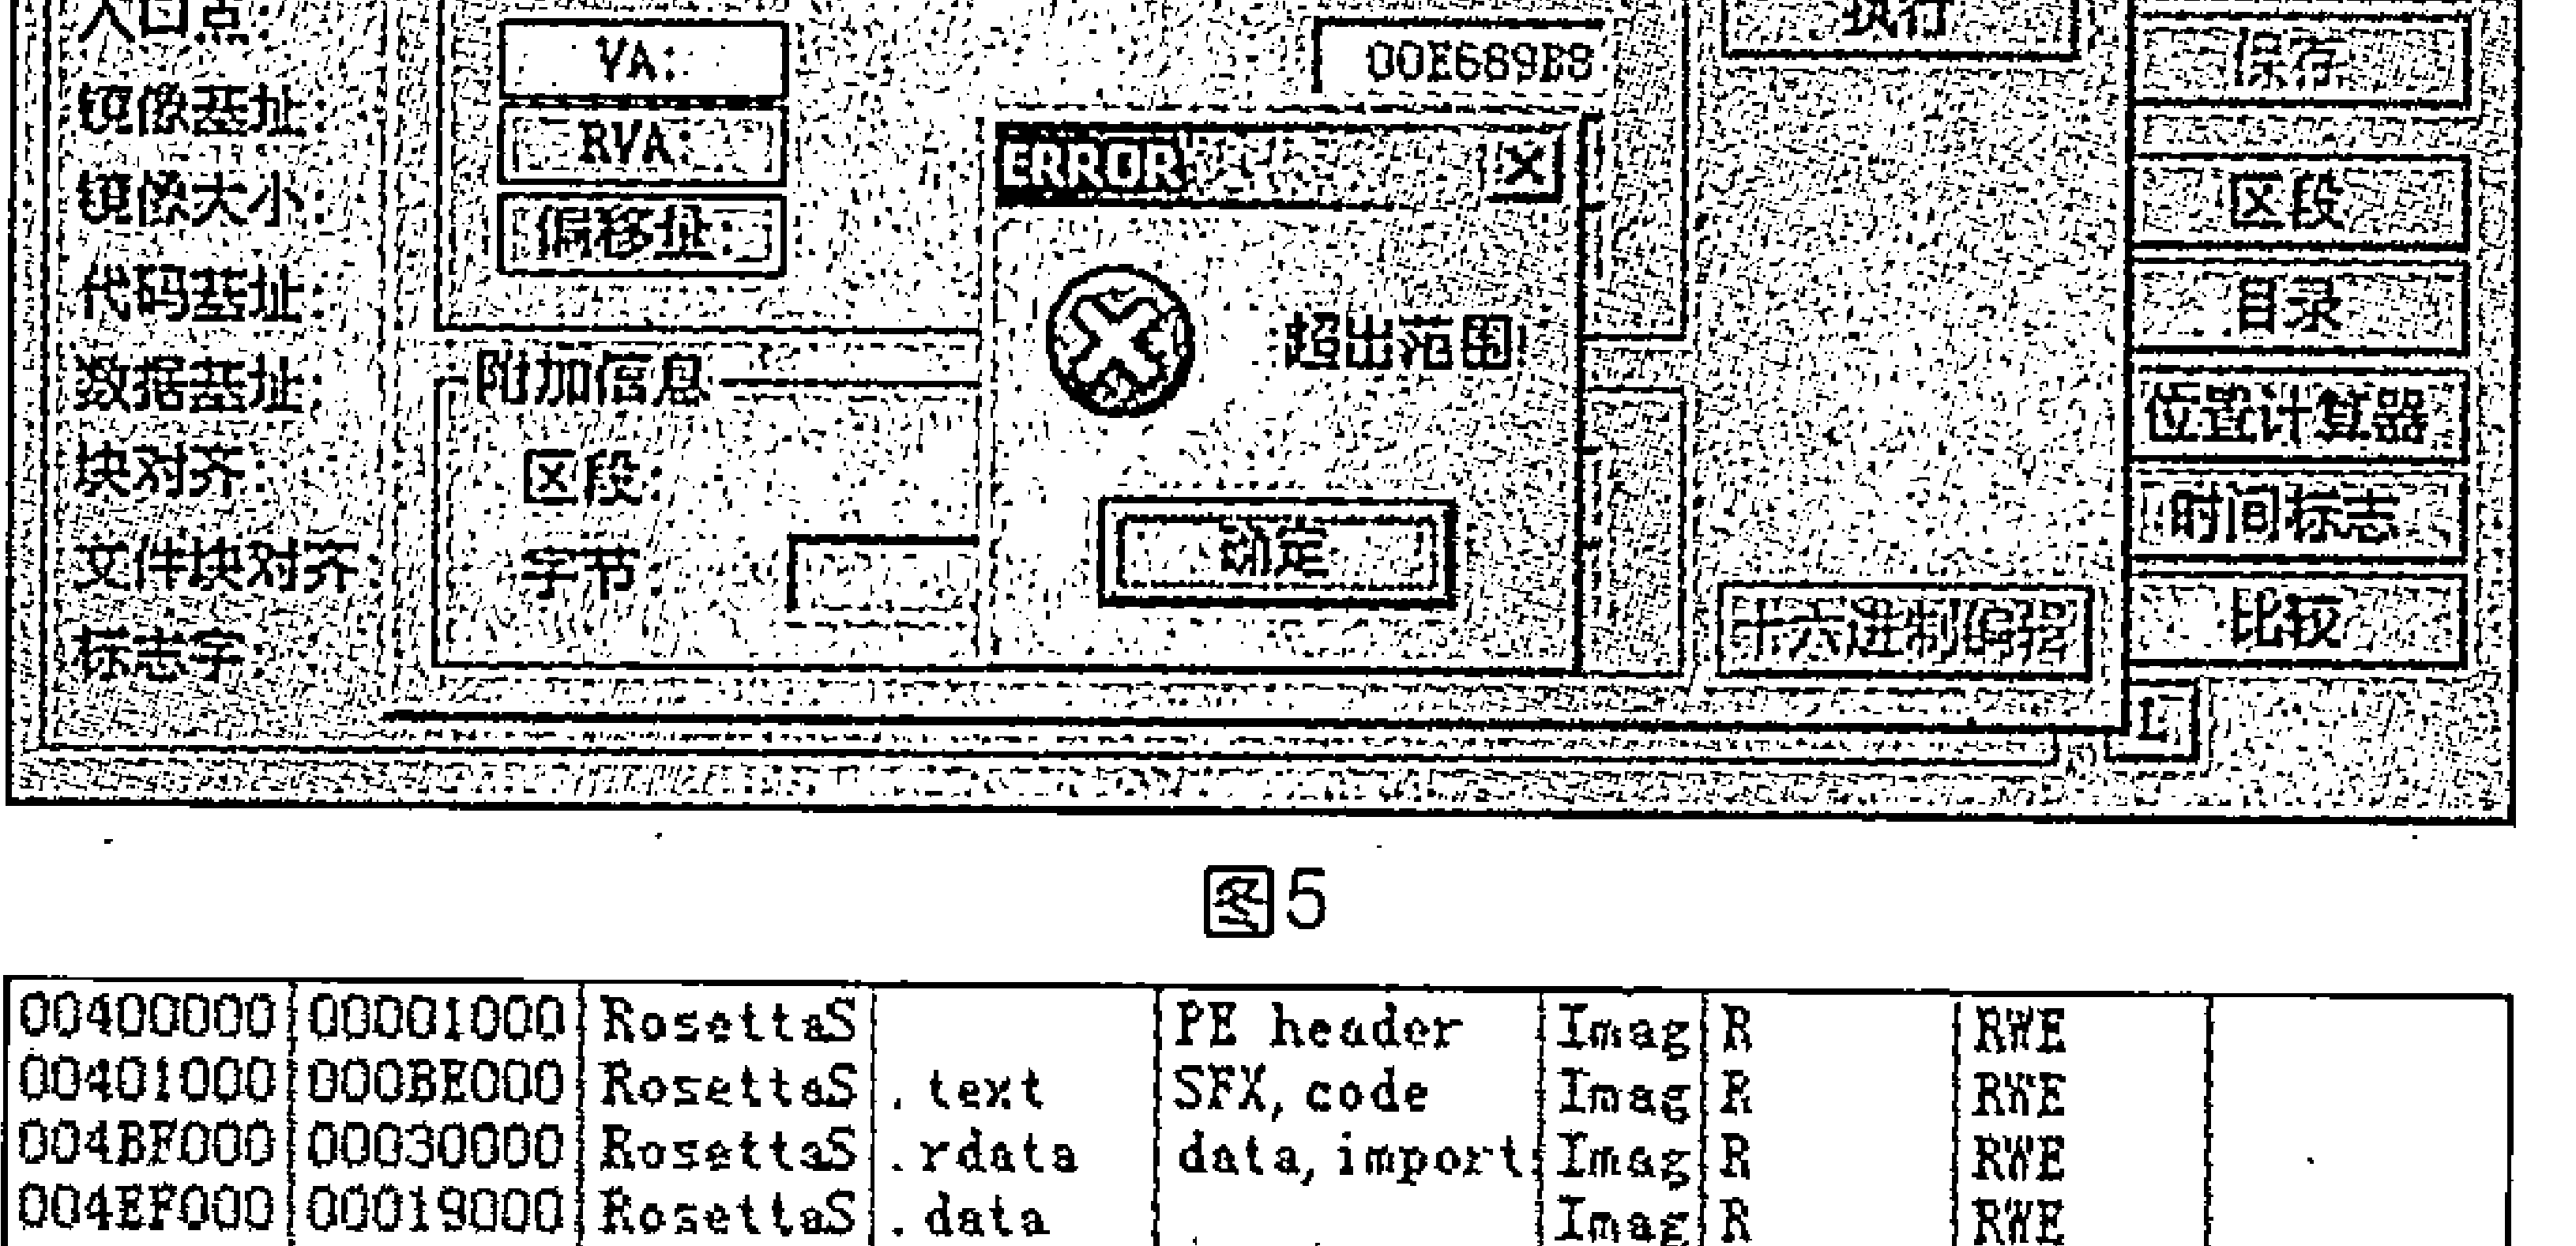 入口点: 执行
VA: 00E689B8 保存
镜像基址:
RVA: ERROR
镜像大小: 偏移址: 区段
代码基址: 目录
超出范围!
附加信息
数据基址: 位置计算器
块对齐: 区段:
时间标志
文件块对齐: 字节: 确定
标志字: 十六进制编辑 比较
L
图5
00400000 00001000 RosettaS PE header Imag R RWE
00401000 000BE000 RosettaS .text SFX, code Imag R RWE
004BF000 00030000 RosettaS .rdata data, import Imag R RWE
004EF000 00019000 RosettaS .data Imag R RWE